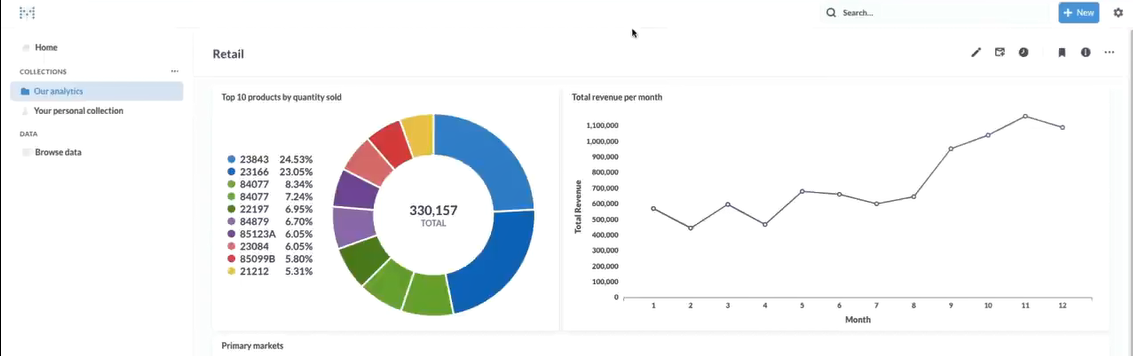 Search...
+ New
Home
COLLECTIONS
Our analytics
Your personal collection
DATA
Browse data
Retail
Top 10 products by quantity sold
23843 24.53%
23166 23.05%
84077 8.34%
84077 7.24%
22197 6.95%
84879 6.70%
85123A 6.05%
23084 6.05%
85099B 5.80%
21212 5.31%
330,157
TOTAL
Total revenue per month
Total Revenue
1,100,000
1,000,000
900,000
800,000
700,000
600,000
500,000
400,000
300,000
200,000
100,000
0
1 2 3 4 5 6 7 8 9 10 11 12
Month
Primary markets